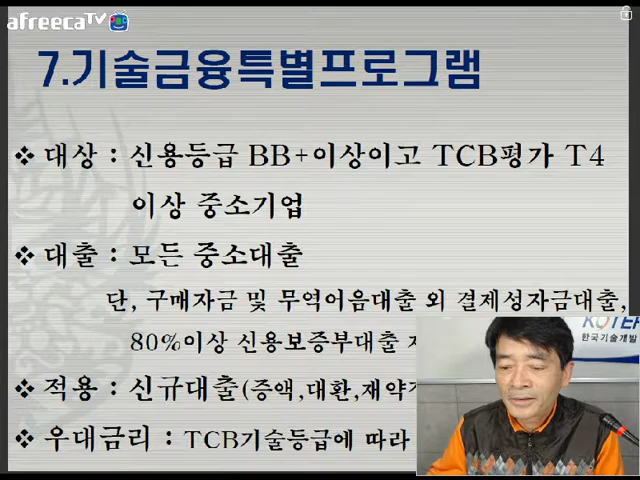 afreecaTV
7.기술금융특별프로그램
❖ 대상 : 신용등급 BB+이상이고 TCB평가 T4
이상 중소기업
❖ 대출 : 모든 중소대출
단, 구매자금 및 무역어음대출 외 결제성자금대출,
80%이상 신용보증부대출
❖ 적용 : 신규대출(증액,대환,재약
❖ 우대금리 : TCB기술등급에 따라
한국기술개발